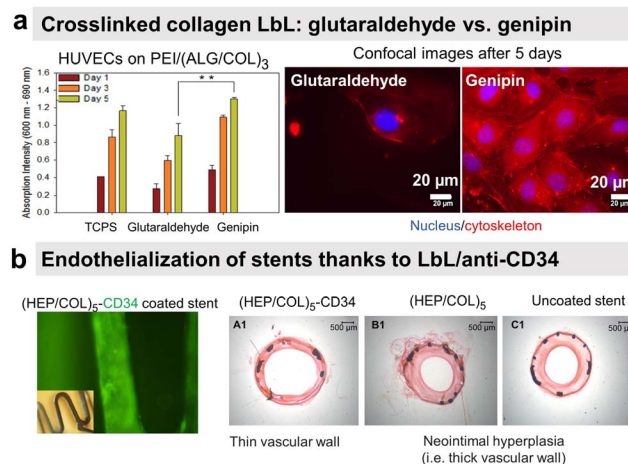 a Crosslinked collagen LbL: glutaraldehyde vs. genipin
HUVECs on PEI/(ALG/COL)3
Absorption Intensity (600 nm - 690 nm)
1.6
1.4
1.2
1.0
0.8
0.6
0.4
0.2
0.0
Day 1
Day 3
Day 5
**
TCPS Glutaraldehyde Genipin
Confocal images after 5 days
Glutaraldehyde
20 µm
20 µm
Genipin
20 µm
20 µm
Nucleus/cytoskeleton
b Endothelialization of stents thanks to LbL/anti-CD34
(HEP/COL)5-CD34 coated stent
(HEP/COL)5-CD34
A1
500 µm
Thin vascular wall
(HEP/COL)5
B1
500 µm
Uncoated stent
C1
500 µm
Neointimal hyperplasia
(i.e. thick vascular wall)